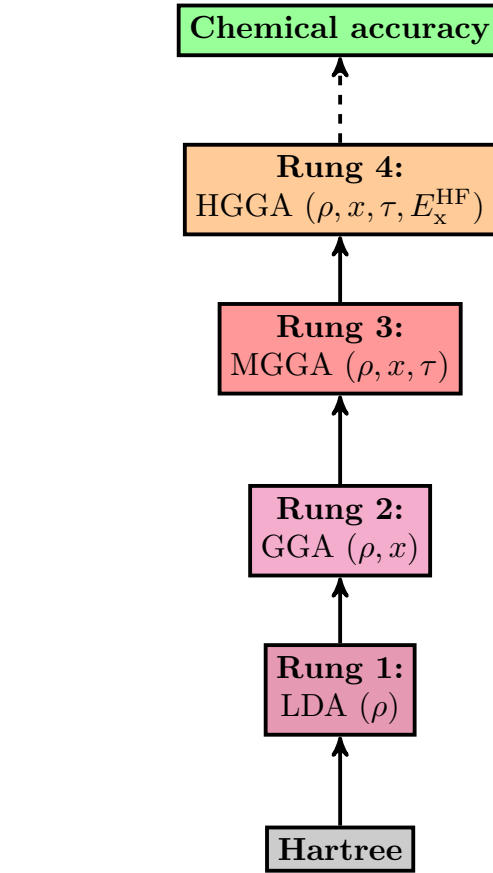 Chemical accuracy
Rung 4:
HGGA (ρ, x, τ, E_x^HF)
Rung 3:
MGGA (ρ, x, τ)
Rung 2:
GGA (ρ, x)
Rung 1:
LDA (ρ)
Hartree